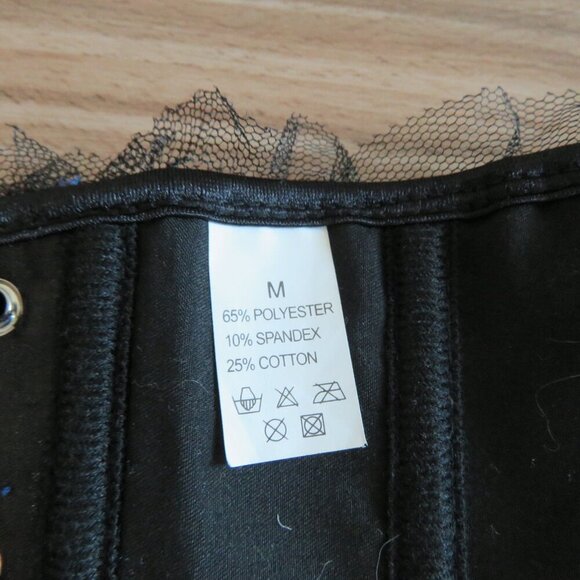 M
65% POLYESTER
10% SPANDEX
25% COTTON